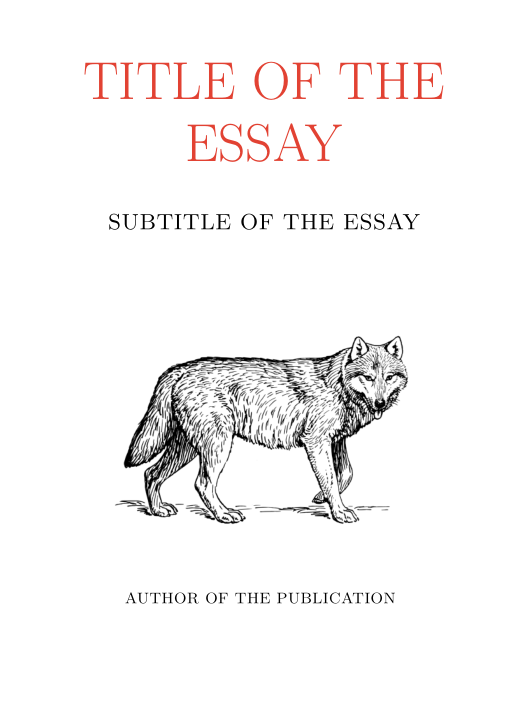 TITLE OF THE
ESSAY
SUBTITLE OF THE ESSAY
AUTHOR OF THE PUBLICATION